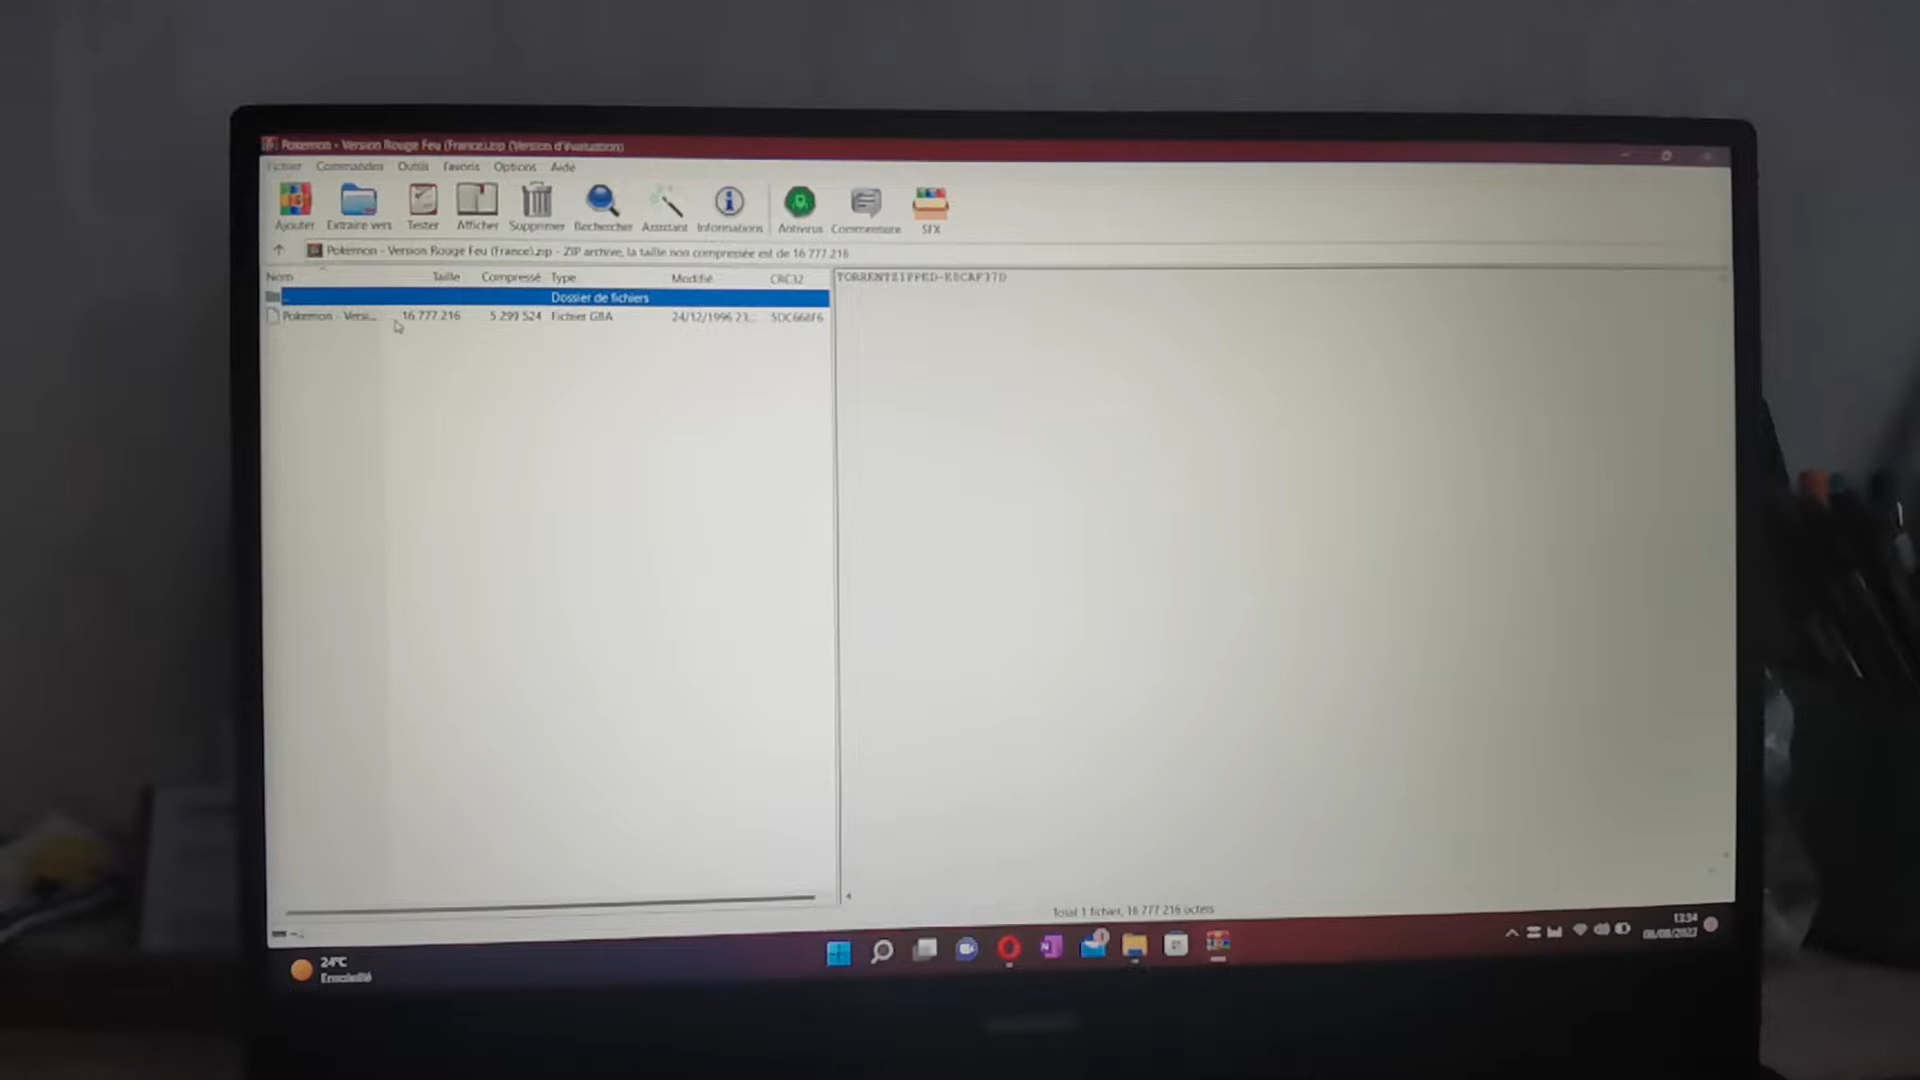 Pokemon - Version Rouge Feu (France).zip (Version d'évaluation)
Fichier Commandes Outils Favoris Options Aide
Ajouter Extraire vers Tester Afficher Supprimer Rechercher Assistant Informations Antivirus Commentaire SFX
Pokemon - Version Rouge Feu (France).zip - ZIP archive, la taille non compressée est de 16 777 216
Nom Taille Compressé Type Modifié CRC32
.. Dossier de fichiers
Pokemon - Versi... 16 777 216 5 299 524 Fichier GBA 24/12/1996 23... 5DC668F6
Total 1 fichier, 16 777 216 octets
24°C
Ensoleillé
13:34